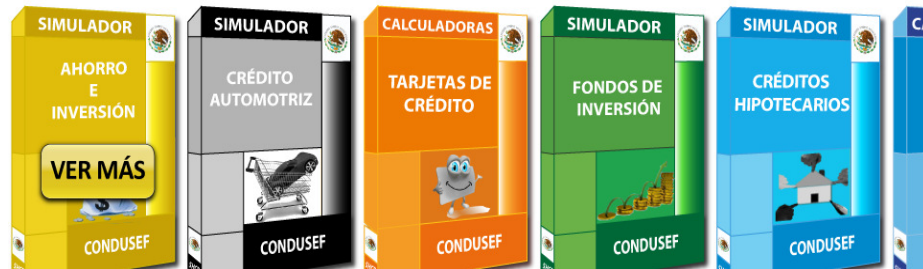 SIMULADOR
AHORRO
E
INVERSIÓN
VER MÁS
CONDUSEF
SIMULADOR
CRÉDITO
AUTOMOTRIZ
CONDUSEF
CALCULADORAS
TARJETAS DE
CRÉDITO
CONDUSEF
SIMULADOR
FONDOS DE
INVERSIÓN
CONDUSEF
SIMULADOR
CRÉDITOS
HIPOTECARIOS
CONDUSEF